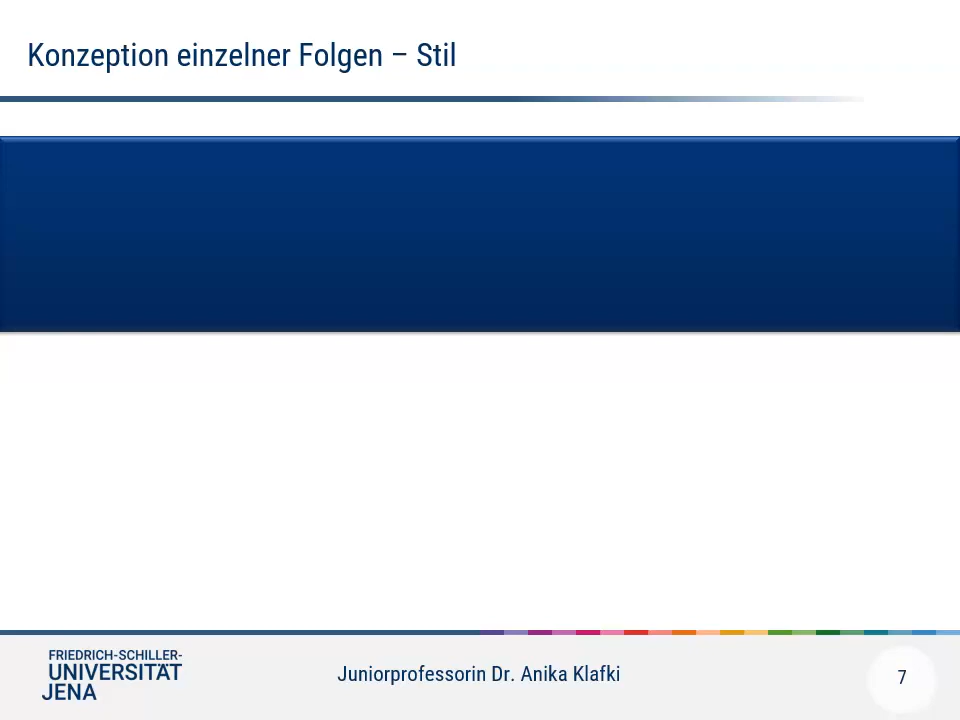 Konzeption einzelner Folgen – Stil
FRIEDRICH-SCHILLER-
UNIVERSITÄT
JENA
Juniorprofessorin Dr. Anika Klafki
7